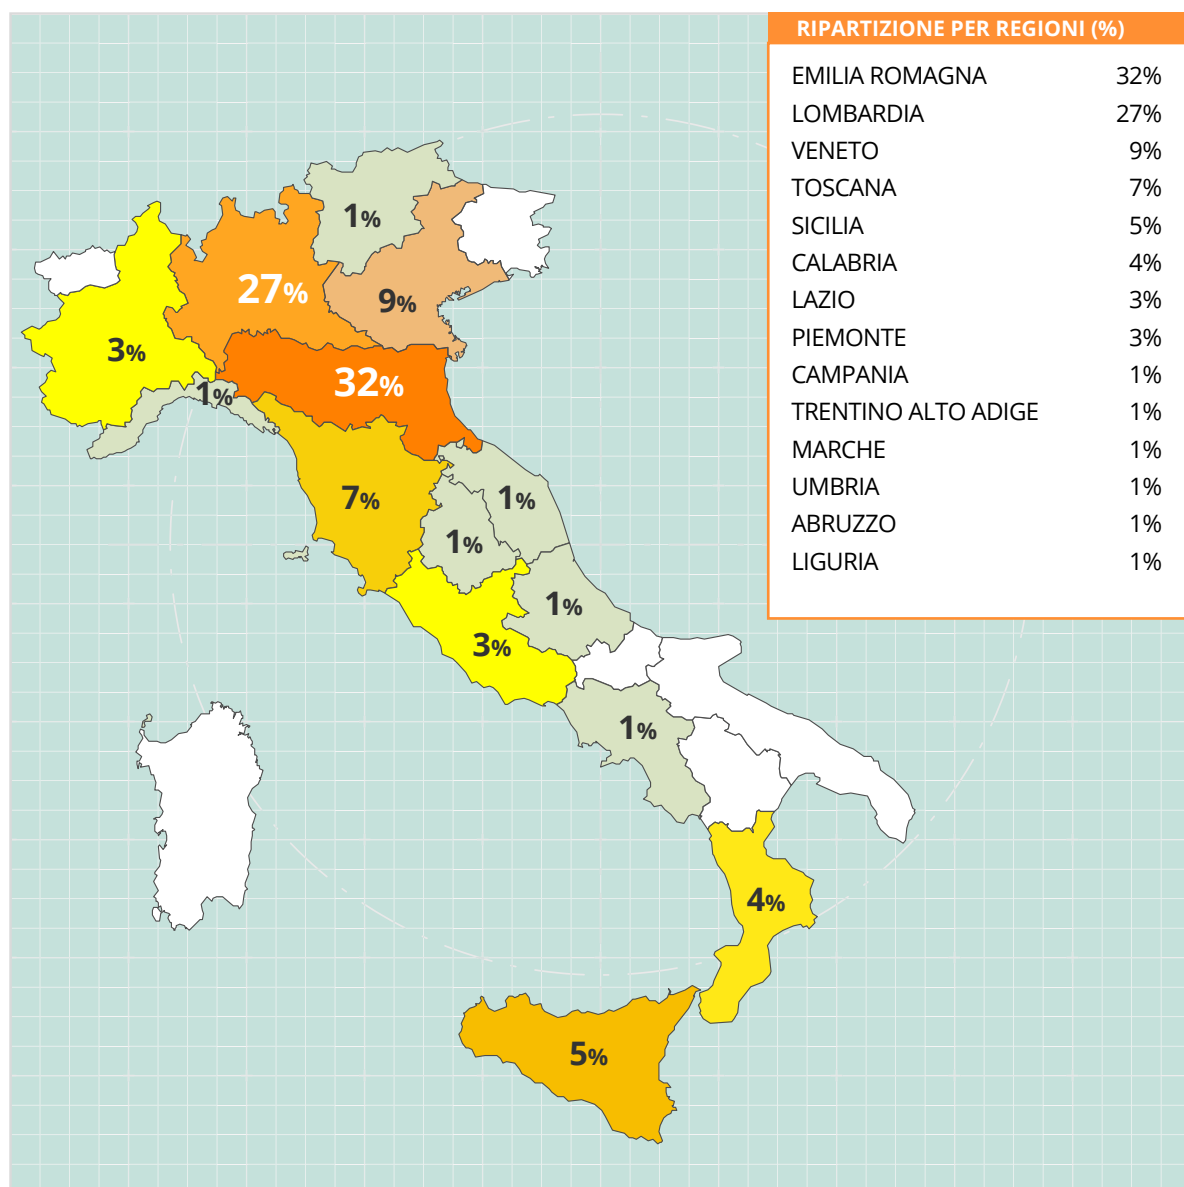 RIPARTIZIONE PER REGIONI (%)
EMILIA ROMAGNA 32%
LOMBARDIA 27%
VENETO 9%
TOSCANA 7%
SICILIA 5%
CALABRIA 4%
LAZIO 3%
PIEMONTE 3%
CAMPANIA 1%
TRENTINO ALTO ADIGE 1%
MARCHE 1%
UMBRIA 1%
ABRUZZO 1%
LIGURIA 1%
1%
27%
9%
3%
32%
1%
7%
1%
1%
1%
3%
1%
4%
5%